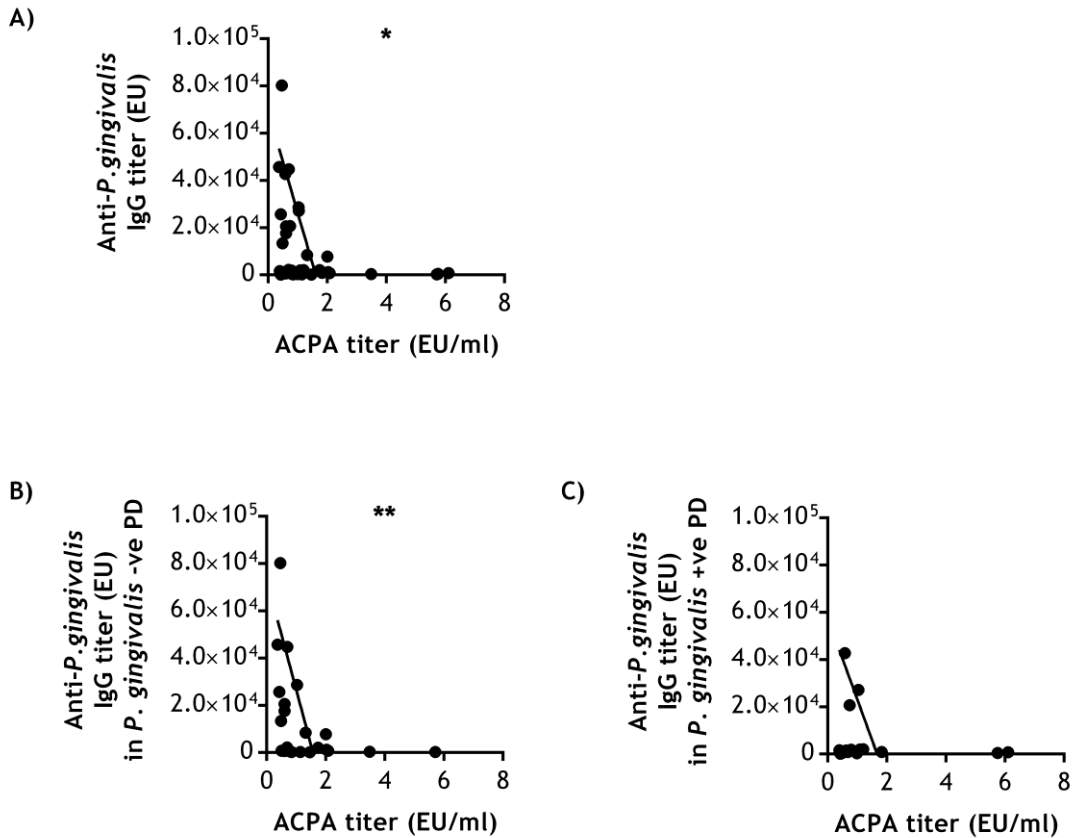 A)
*
Anti-P.gingivalis
IgG titer (EU)
1.0×10⁵
8.0×10⁴
6.0×10⁴
4.0×10⁴
2.0×10⁴
0
0 2 4 6 8
ACPA titer (EU/ml)
B)
**
Anti-P.gingivalis
IgG titer (EU)
in P. gingivalis -ve PD
1.0×10⁵
8.0×10⁴
6.0×10⁴
4.0×10⁴
2.0×10⁴
0
0 2 4 6 8
ACPA titer (EU/ml)
C)
Anti-P.gingivalis
IgG titer (EU)
in P. gingivalis +ve PD
1.0×10⁵
8.0×10⁴
6.0×10⁴
4.0×10⁴
2.0×10⁴
0
0 2 4 6 8
ACPA titer (EU/ml)